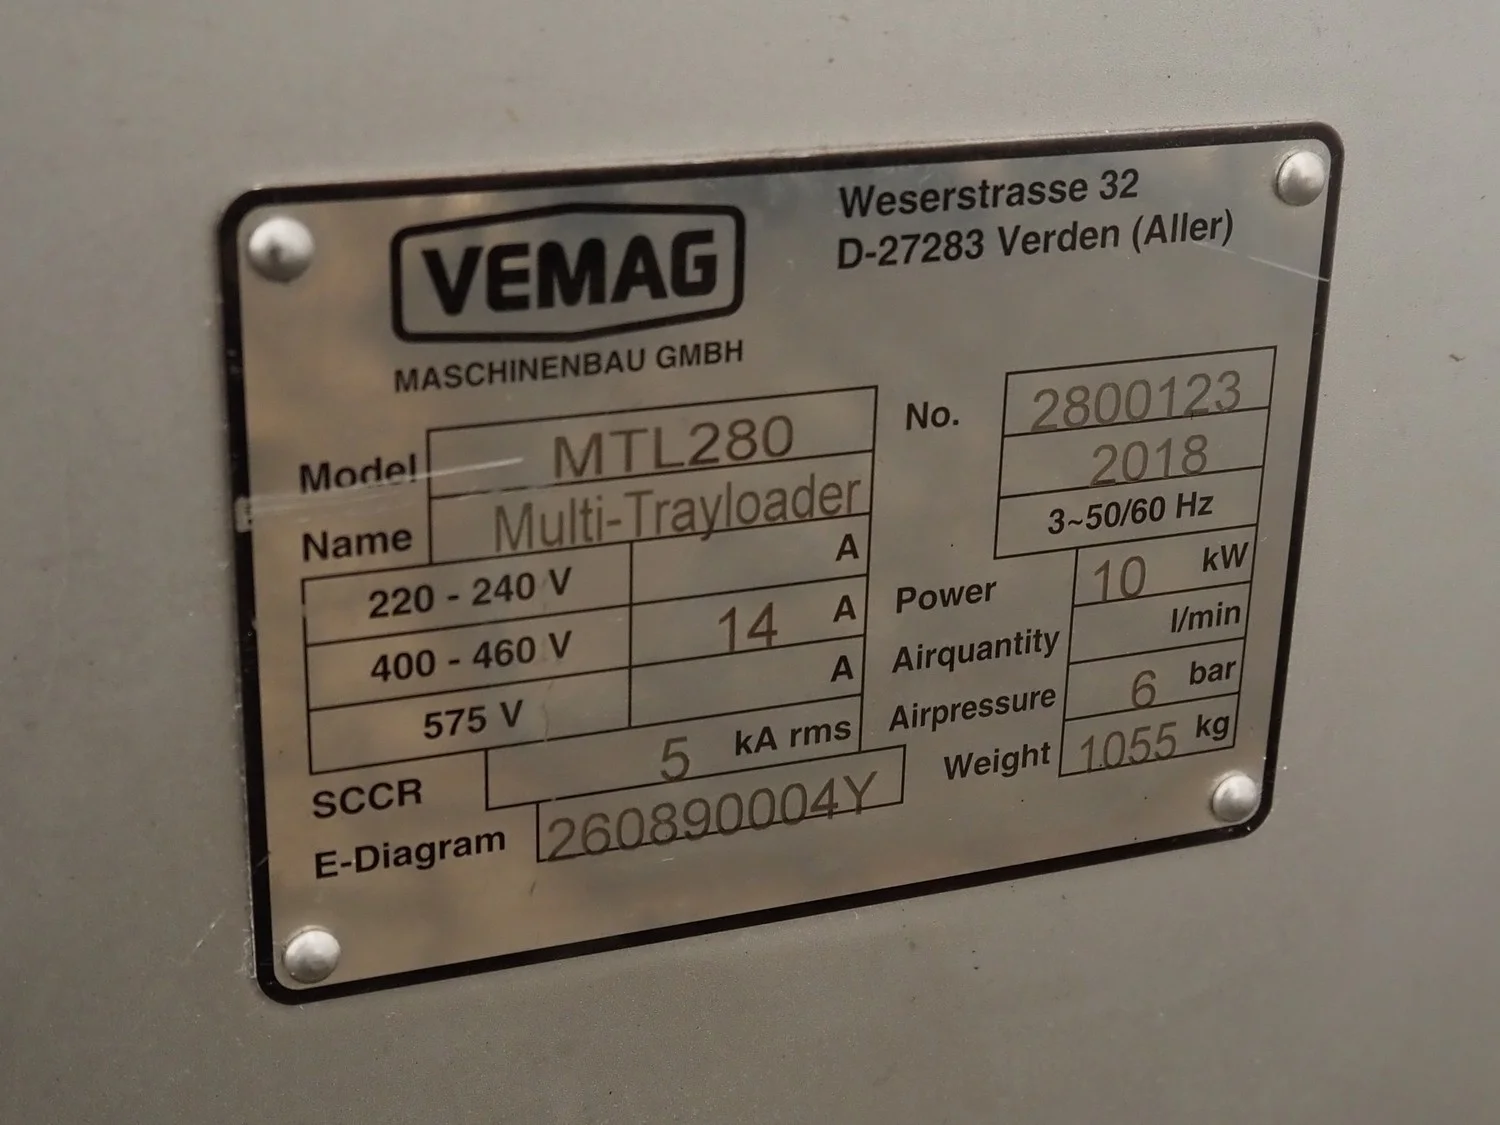 VEMAG
MASCHINENBAU GMBH
Weserstrasse 32
D-27283 Verden (Aller)
Model MTL280
Name Multi-Trayloader
220 - 240 V A
400 - 460 V 14 A
575 V A
SCCR 5 kA rms
E-Diagram 260890004Y
No. 2800123
2018
3~50/60 Hz
Power 10 kW
Airquantity l/min
Airpressure 6 bar
Weight 1055 kg